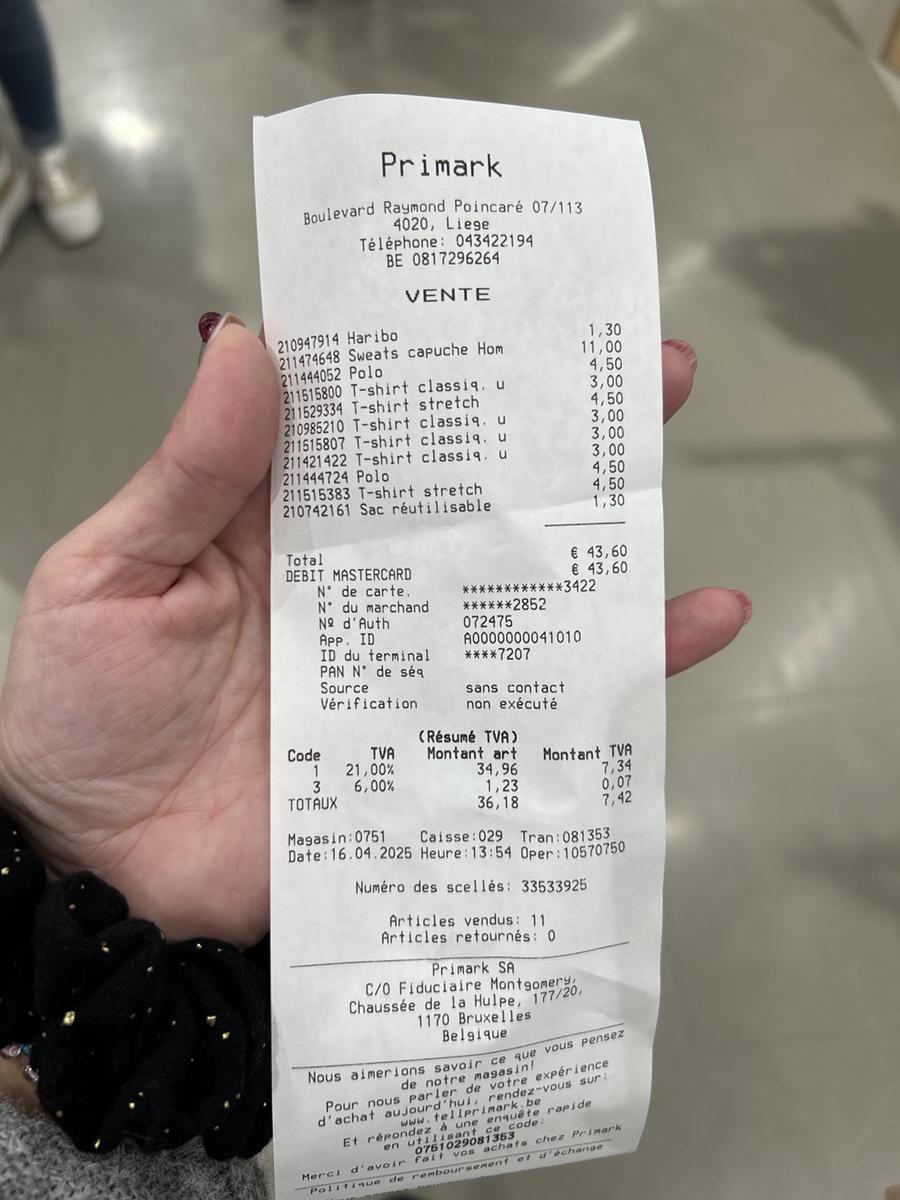 Primark
Boulevard Raymond Poincaré 07/113
4020, Liege
Téléphone: 043422194
BE 0817296264
VENTE
210947914 Haribo 1,30
211474648 Sweats capuche Hom 11,00
211444052 Polo 4,50
211515800 T-shirt classiq. u 3,00
211529334 T-shirt stretch 4,50
210985210 T-shirt classiq. u 3,00
211515807 T-shirt classiq. u 3,00
211421422 T-shirt classiq. u 3,00
211444724 Polo 4,50
211515383 T-shirt stretch 4,50
210742161 Sac réutilisable 1,30
Total € 43,60
DEBIT MASTERCARD € 43,60
N° de carte. ************3422
N° du marchand ******2852
Nº d'Auth 072475
App. ID A0000000041010
ID du terminal ****7207
PAN N° de séq
Source sans contact
Vérification non exécuté
(Résumé TVA)
Code TVA Montant art Montant TVA
1 21,00% 34,96 7,34
3 6,00% 1,23 0,07
TOTAUX 36,18 7,42
Magasin:0751 Caisse:029 Tran:081353
Date:16.04.2025 Heure:13:54 Oper:10570750
Numéro des scellés: 33533925
Articles vendus: 11
Articles retournés: 0
Primark SA
C/O Fiduciaire Montgomery,
Chaussée de la Hulpe, 177/20,
1170 Bruxelles
Belgique
Nous aimerions savoir ce que vous pensez
de notre magasin!
Pour nous parler de votre expérience
d'achat aujourd'hui, rendez-vous sur:
www.tellprimark.be
Et répondez à une enquête rapide
en utilisant ce code:
0751029081353
Merci d'avoir fait vos achats chez Primark
Politique de remboursement et d'échange